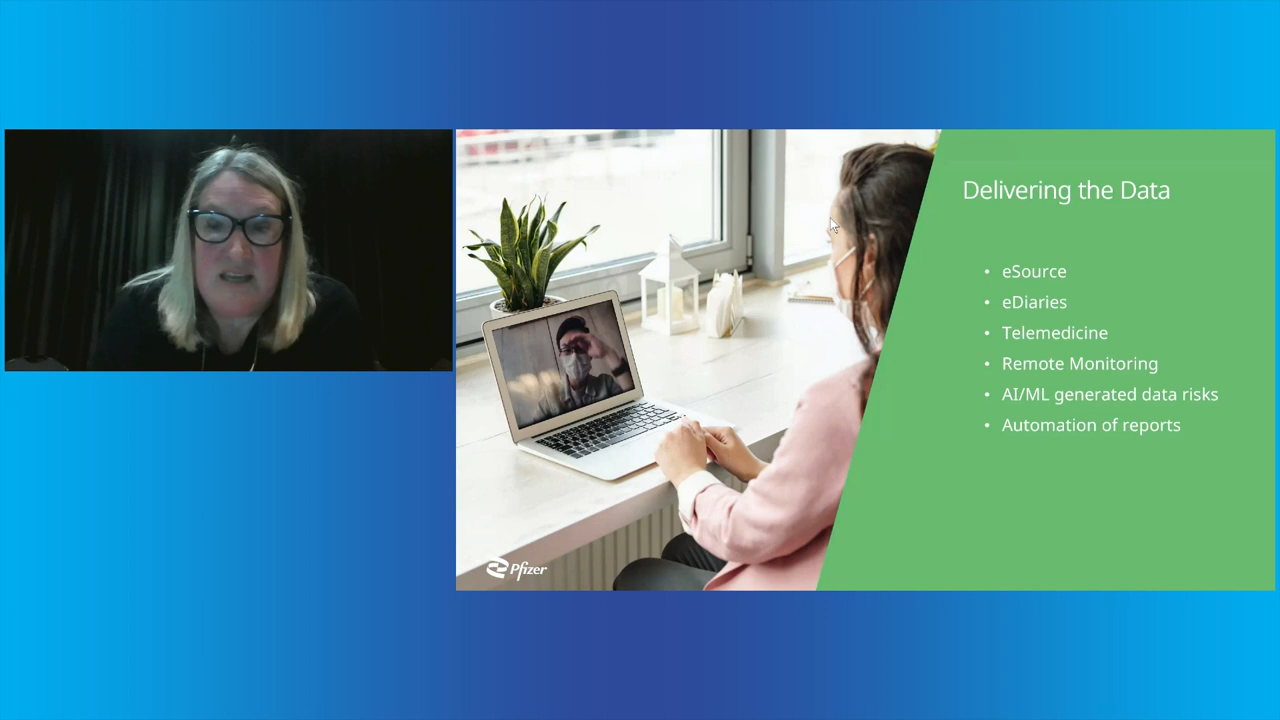 Delivering the Data
• eSource
• eDiaries
• Telemedicine
• Remote Monitoring
• AI/ML generated data risks
• Automation of reports
Pfizer